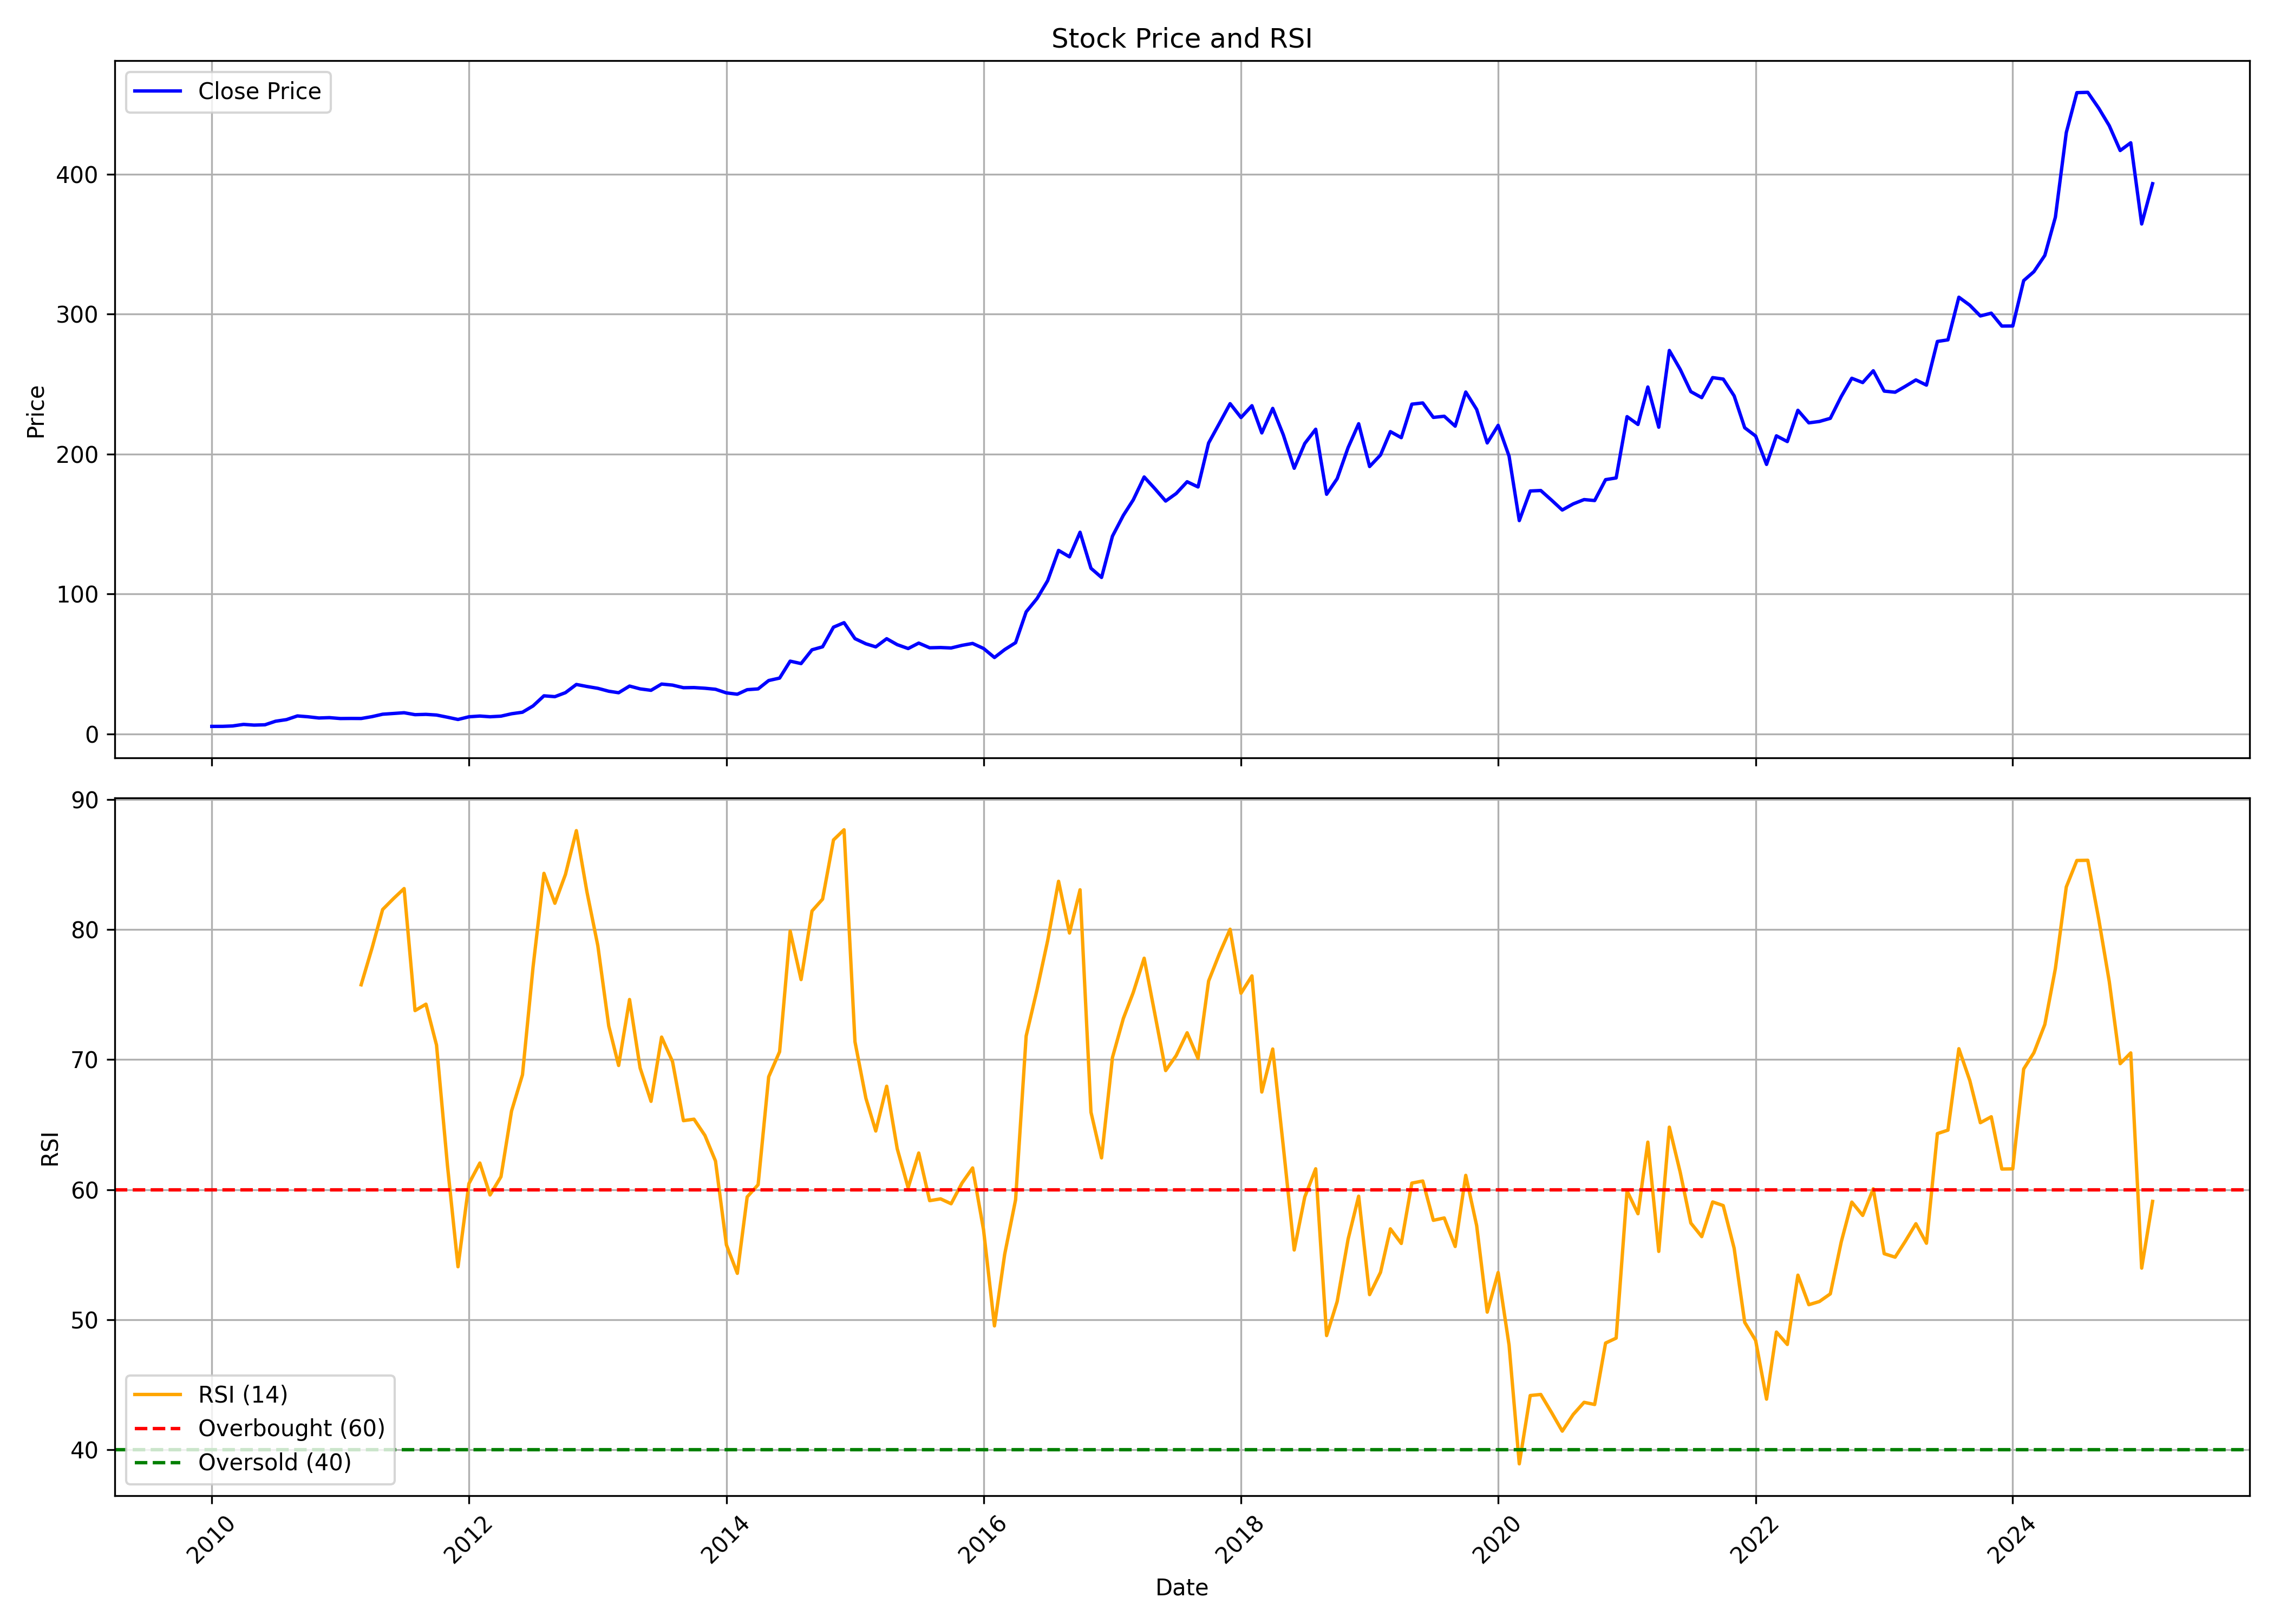 Stock Price and RSI
Close Price
Price
400
300
200
100
0
RSI
90
80
70
60
50
40
RSI (14)
Overbought (60)
Oversold (40)
2010
2012
2014
2016
2018
2020
2022
2024
Date